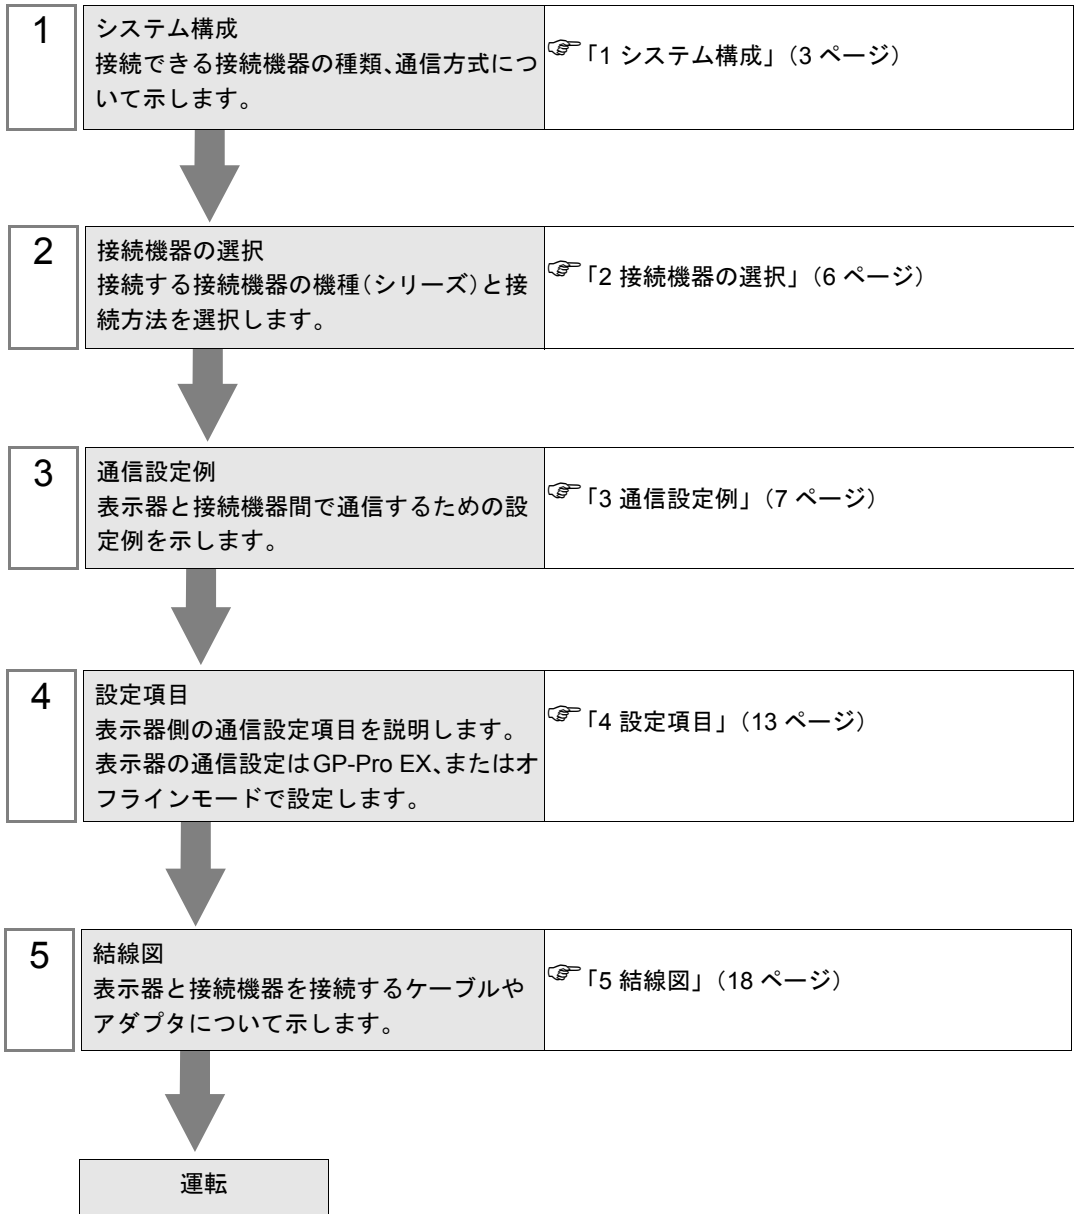 1
システム構成
接続できる接続機器の種類、通信方式につ
いて示します。
「1 システム構成」（3 ページ）
2
接続機器の選択
接続する接続機器の機種（シリーズ）と接
続方法を選択します。
「2 接続機器の選択」（6 ページ）
3
通信設定例
表示器と接続機器間で通信するための設
定例を示します。
「3 通信設定例」（7 ページ）
4
設定項目
表示器側の通信設定項目を説明します。
表示器の通信設定はGP-Pro EX、またはオ
フラインモードで設定します。
「4 設定項目」（13 ページ）
5
結線図
表示器と接続機器を接続するケーブルや
アダプタについて示します。
「5 結線図」（18 ページ）
運転